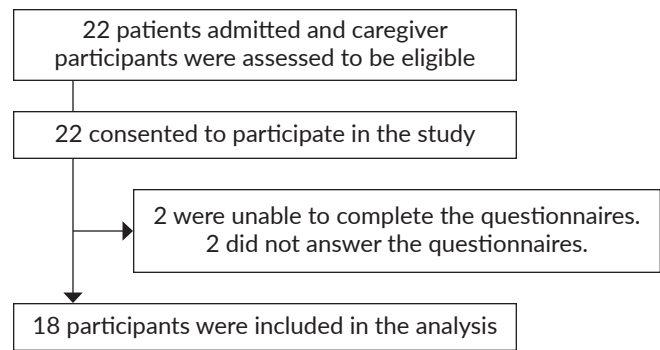 22 patients admitted and caregiver
participants were assessed to be eligible
22 consented to participate in the study
2 were unable to complete the questionnaires.
2 did not answer the questionnaires.
18 participants were included in the analysis